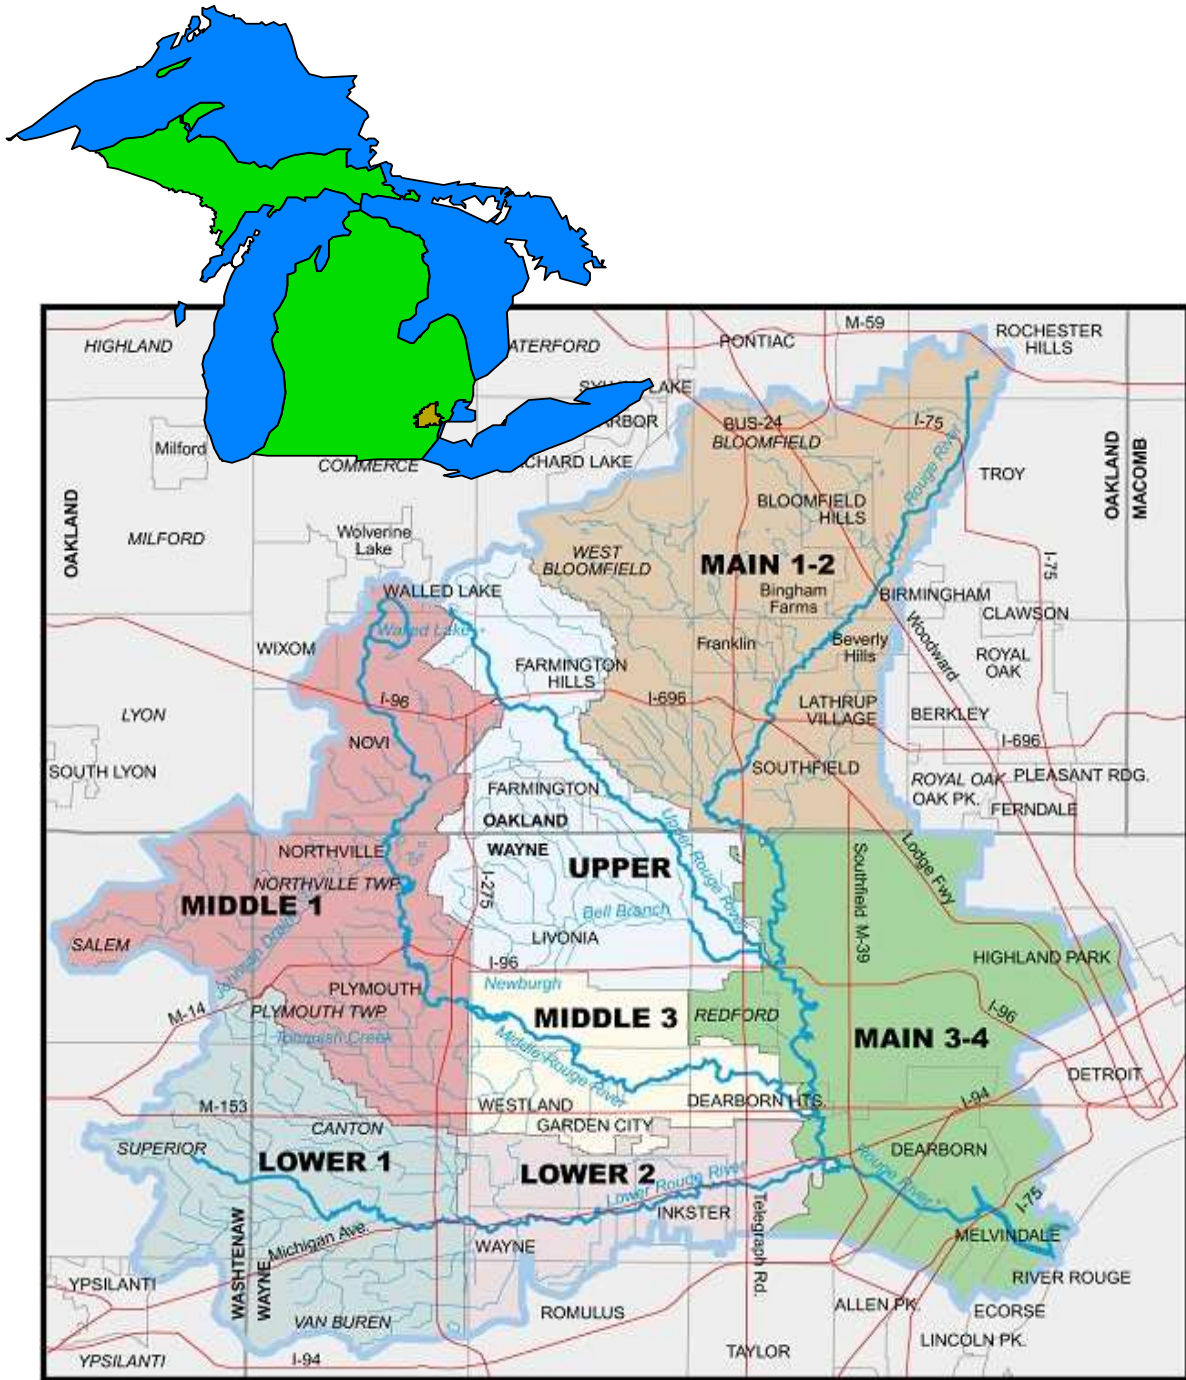 M-59
ROCHESTER
HILLS
HIGHLAND
ATERFORD
PONTIAC
LAKE
BUS-24
I-75
ARBOR
BLOOMFIELD
Milford
COMMERCE
CHARD LAKE
Rouge River
TROY
OAKLAND
MACOMB
OAKLAND
BLOOMFIELD
HILLS
MILFORD
Wolverine
Lake
WEST
BLOOMFIELD
MAIN 1-2
I-75
WALLED LAKE
Bingham
Farms
BIRMINGHAM
CLAWSON
Walled Lake
WIXOM
Franklin
Beverly
Hills
Woodward
ROYAL
OAK
FARMINGTON
HILLS
I-96
I-696
LATHRUP
VILLAGE
BERKLEY
LYON
NOVI
I-696
SOUTH LYON
SOUTHFIELD
ROYAL OAK
PLEASANT RDG.
FARMINGTON
OAK PK.
FERNDALE
OAKLAND
WAYNE
Upper Rouge River
NORTHVILLE
UPPER
Southfield M-39
Lodge Fwy
NORTHVILLE TWP.
I-275
MIDDLE 1
Bell Branch
SALEM
Johnson Drain
LIVONIA
HIGHLAND PARK
I-96
PLYMOUTH
Newburgh
M-14
PLYMOUTH TWP.
MIDDLE 3
REDFORD
I-96
Tonquish Creek
Middle Rouge River
MAIN 3-4
DETROIT
M-153
WESTLAND
DEARBORN HTS.
I-94
CANTON
GARDEN CITY
SUPERIOR
LOWER 1
LOWER 2
Lower Rouge River
DEARBORN
Rouge River
WASHTENAW
WAYNE
INKSTER
Telegraph Rd.
I-75
Michigan Ave.
WAYNE
MELVINDALE
YPSILANTI
RIVER ROUGE
VAN BUREN
ROMULUS
ALLEN PK.
ECORSE
LINCOLN PK.
YPSILANTI
I-94
TAYLOR